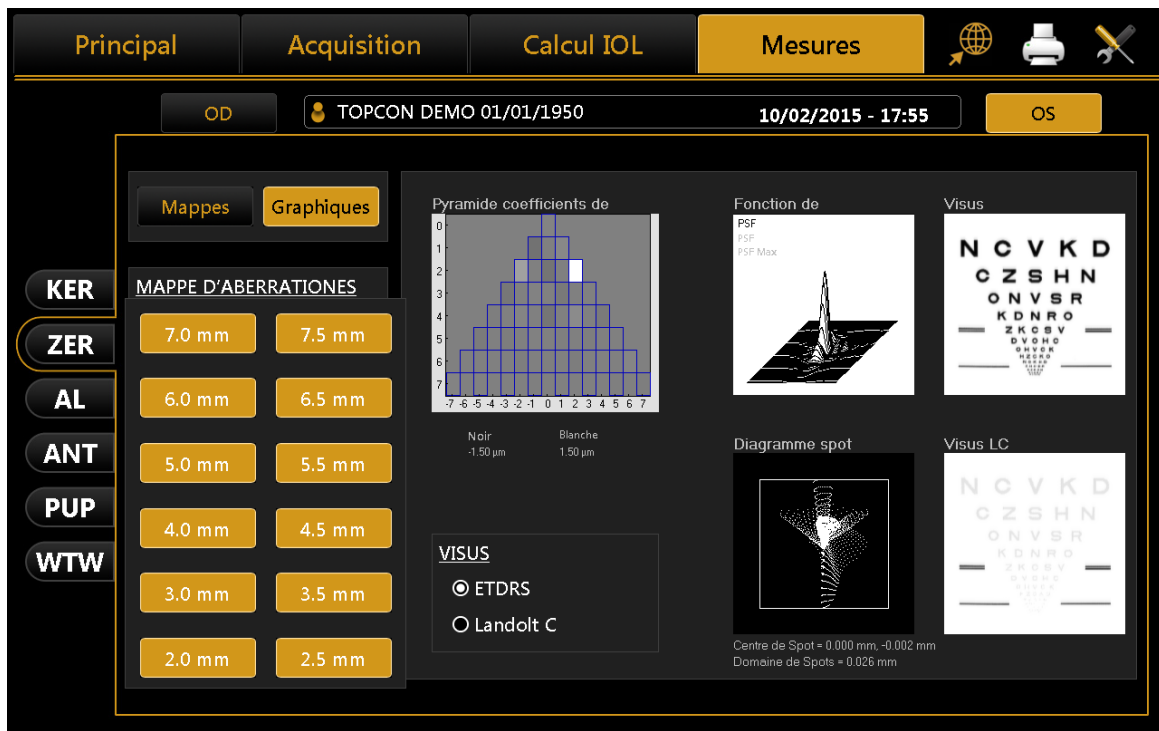 Principal Acquisition Calcul IOL Mesures
OD TOPCON DEMO 01/01/1950 10/02/2015 - 17:55 OS
Mappes Graphiques
MAPPE D'ABERRATIONES
7.0 mm 7.5 mm
6.0 mm 6.5 mm
5.0 mm 5.5 mm
4.0 mm 4.5 mm
3.0 mm 3.5 mm
2.0 mm 2.5 mm
KER
ZER
AL
ANT
PUP
WTW
Pyramide coefficients de
0
1
2
3
4
5
6
7
-7 -6 -5 -4 -3 -2 -1 0 1 2 3 4 5 6 7
Noir Blanche
-1.50 µm 1.50 µm
VISUS
ETDRS
Landolt C
Fonction de
PSF
PSF
PSF Max
Visus
N C V K D
C Z S H N
O N V S R
K D N R O
Z K C S V
D V O H C
O H V C K
Diagramme spot
Centre de Spot = 0.000 mm, -0.002 mm
Domaine de Spots = 0.026 mm
Visus LC
N C V K D
C Z S H N
O N V S R
K D N R O
Z K C S V